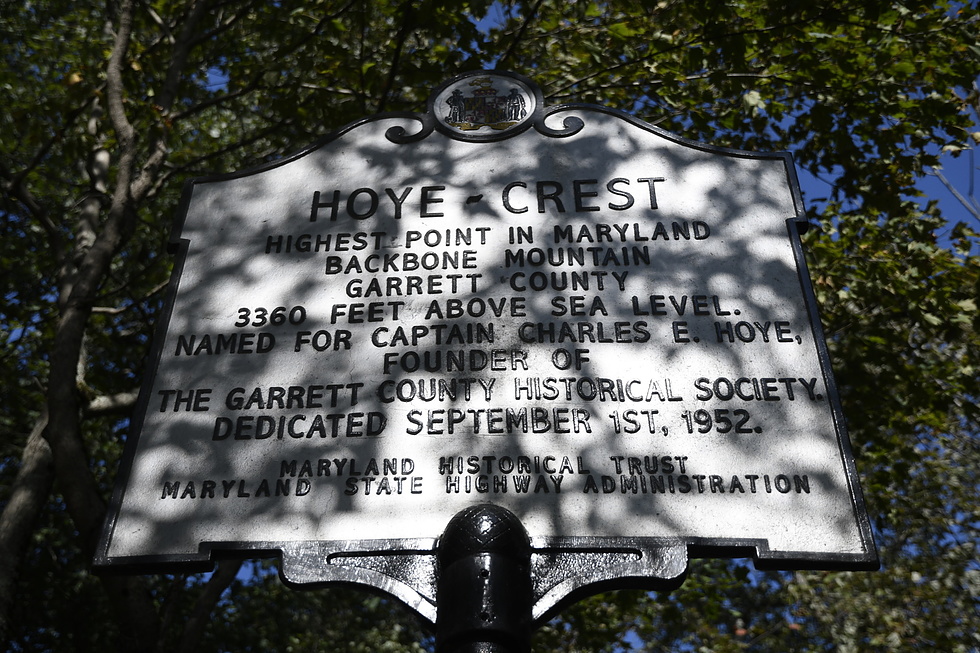 HOYE - CREST
HIGHEST POINT IN MARYLAND
BACKBONE MOUNTAIN
GARRETT COUNTY
3360 FEET ABOVE SEA LEVEL.
NAMED FOR CAPTAIN CHARLES E. HOYE,
FOUNDER OF
THE GARRETT COUNTY HISTORICAL SOCIETY.
DEDICATED SEPTEMBER 1ST, 1952.
MARYLAND HISTORICAL TRUST
MARYLAND STATE HIGHWAY ADMINISTRATION